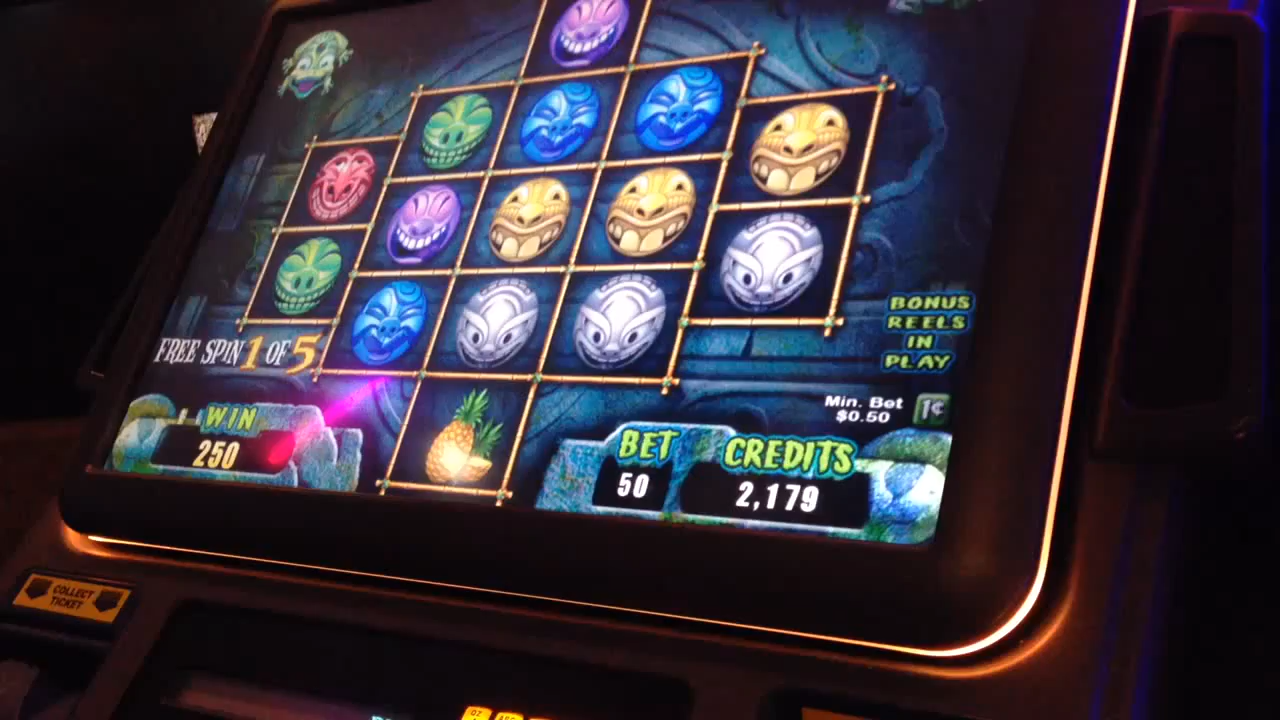 FREE SPIN 1 OF 5
BONUS
REELS
IN
PLAY
Min. Bet
$0.50
1¢
WIN
250
BET
50
CREDITS
2,179
COLLECT
TICKET